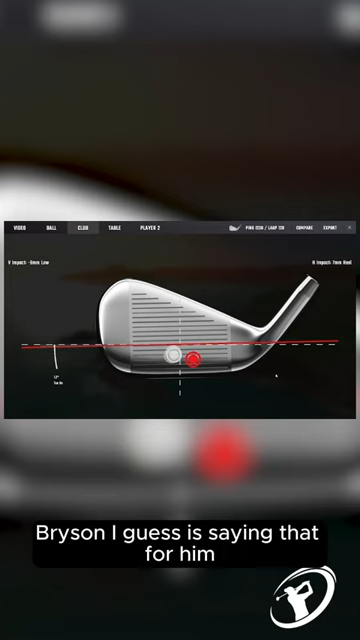 VIDEO BALL CLUB TABLE PLAYER 2 COMPARE EXPORT
V Impact -9mm Low H Impact 7mm Heel
Bryson I guess is saying that
for him